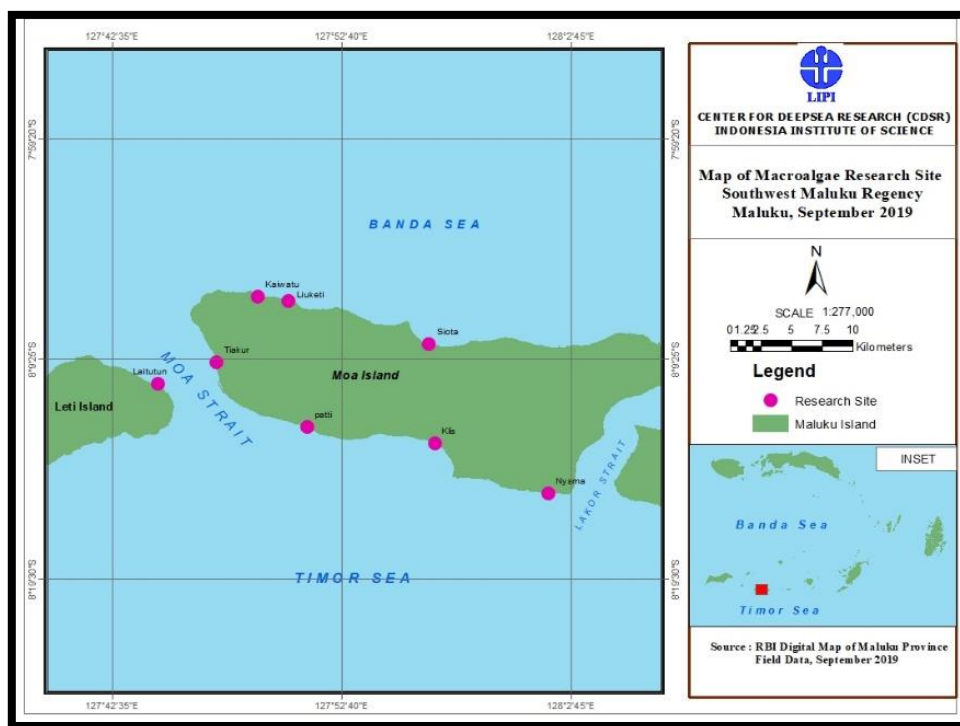 127°42'35"E
127°52'40"E
128°2'45"E
7°59'20"S
7°59'20"S
BANDA SEA
Kaiwatu
Liuketi
Siota
8°9'25"S
8°9'25"S
Tiakur
Laitutun
MOA STRAIT
Moa Island
Leti Island
patti
Klis
Nyama
LAKOR STRAIT
TIMOR SEA
8°19'30"S
8°19'30"S
127°42'35"E
127°52'40"E
128°2'45"E
LIPI
CENTER FOR DEEPSEA RESEARCH (CDSR)
INDONESIA INSTITUTE OF SCIENCE
Map of Macroalgae Research Site
Southwest Maluku Regency
Maluku, September 2019
N
SCALE 1:277,000
0 1.25 2.5 5 7.5 10
Kilometers
Legend
Research Site
Maluku Island
INSET
Banda Sea
Timor Sea
Source : RBI Digital Map of Maluku Province
Field Data, September 2019